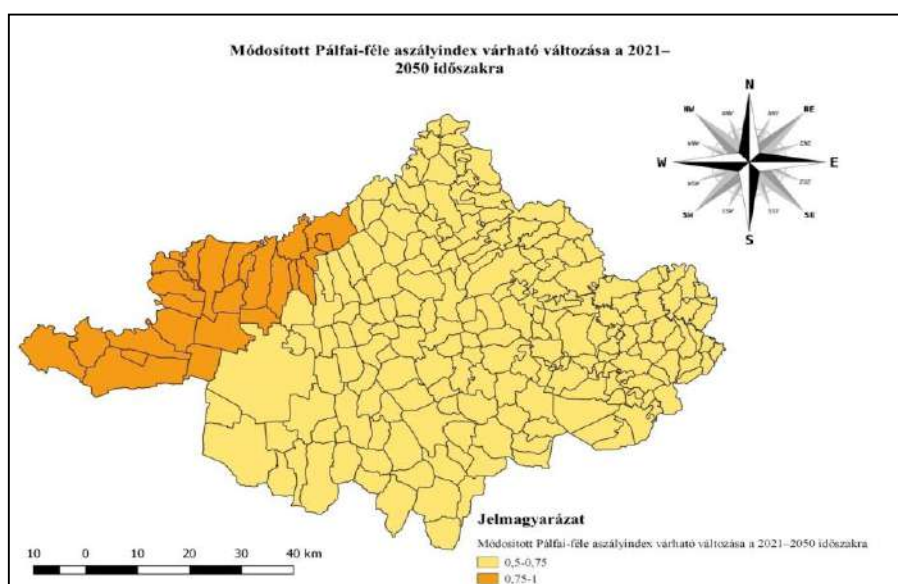 Módosított Pálfai-féle aszályindex várható változása a 2021–
2050 időszakra
N
NW
NE
W
E
SW
SE
S
Jelmagyarázat
Módosított Pálfai-féle aszályindex várható változása a 2021–2050 időszakra
0,5-0,75
0,75-1
10 0 10 20 30 40 km